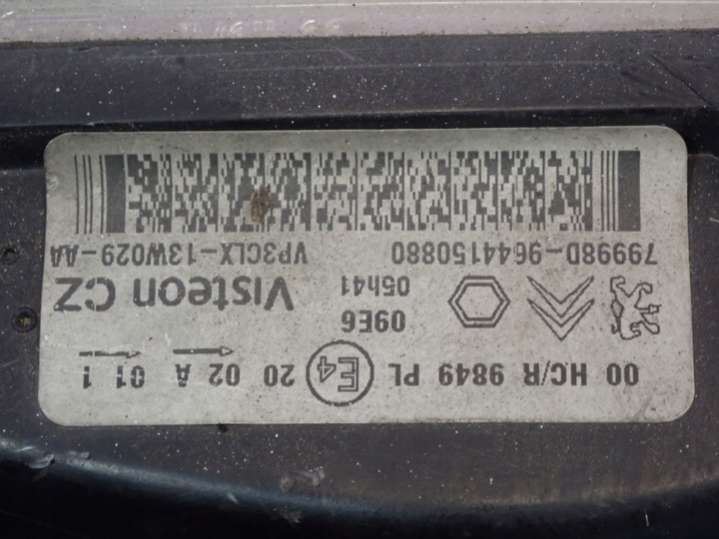 00 HC/R 9849 PL E4 20 02 A 01 1
09E6
05h41
Visteon CZ
79998D-9644150880 VP3CLX-13W029-AA